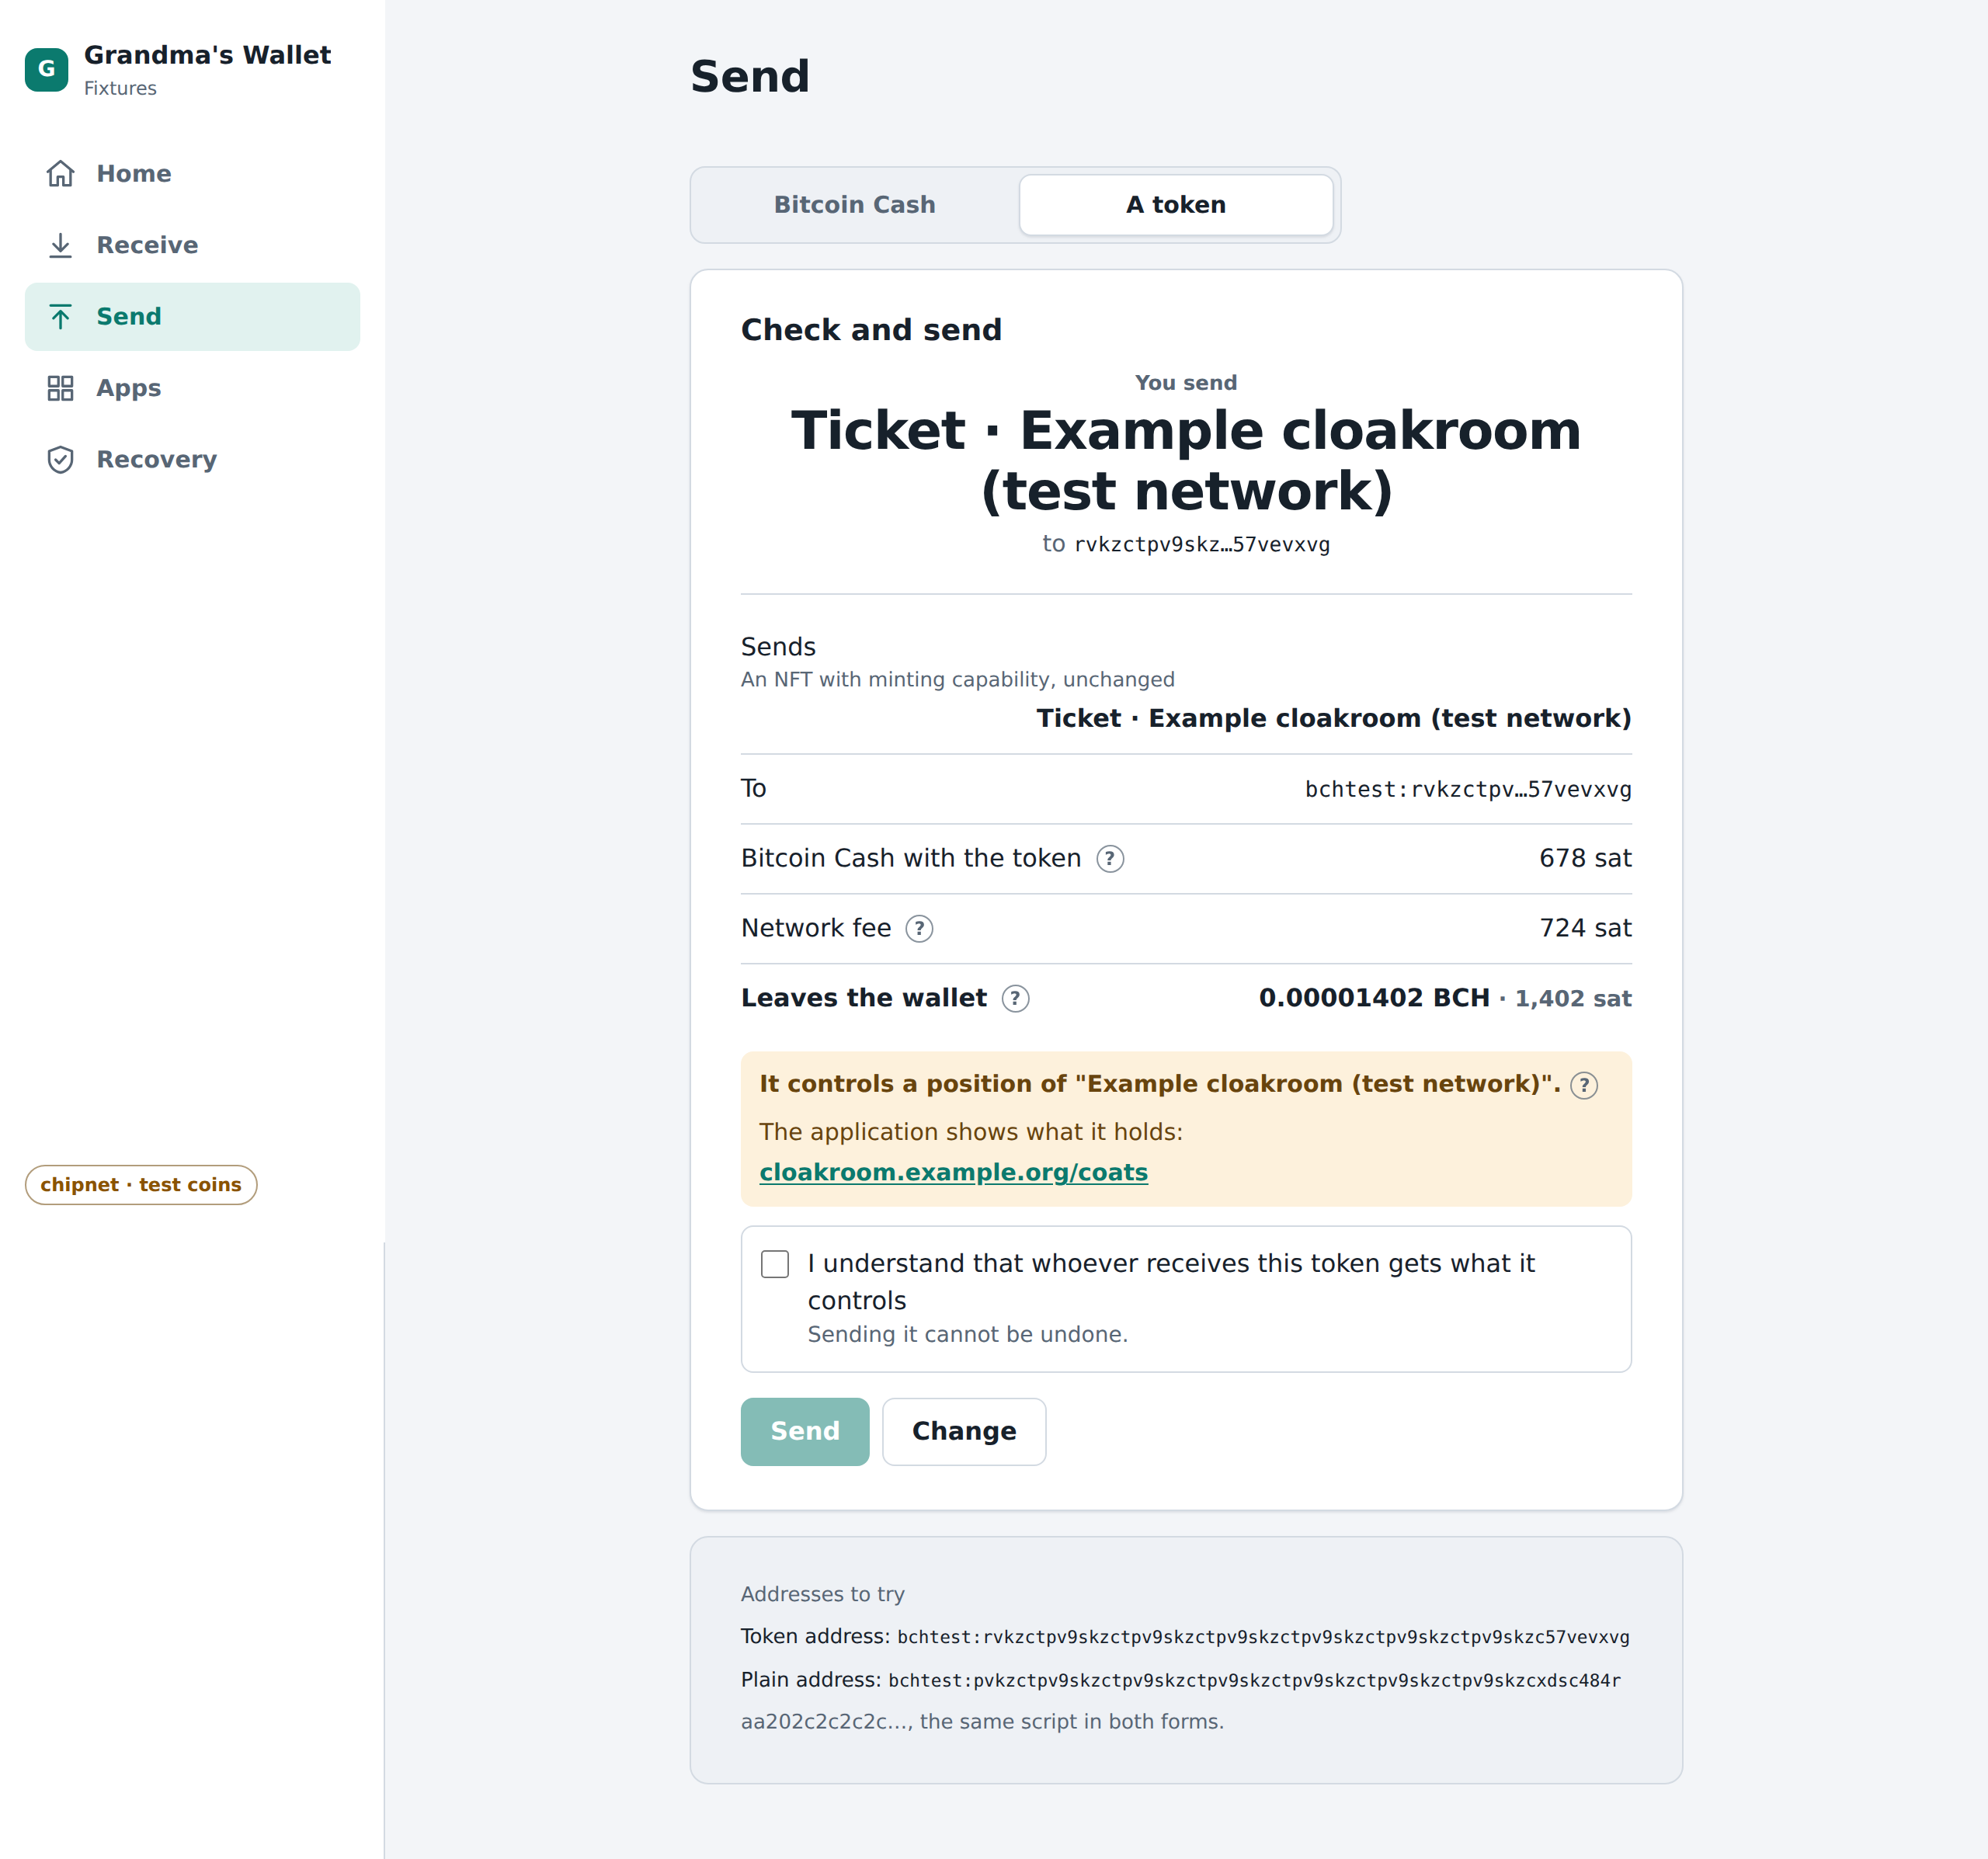 G
Grandma's Wallet
Fixtures
Home
Receive
Send
Apps
Recovery
chipnet · test coins
Send
Bitcoin Cash
A token
Check and send
You send
Ticket · Example cloakroom
(test network)
to rvkzctpv9skz…57vevxvg
Sends
An NFT with minting capability, unchanged
Ticket · Example cloakroom (test network)
To bchtest:rvkzctpv…57vevxvg
Bitcoin Cash with the token ? 678 sat
Network fee ? 724 sat
Leaves the wallet ? 0.00001402 BCH · 1,402 sat
It controls a position of "Example cloakroom (test network)". ?
The application shows what it holds:
cloakroom.example.org/coats
I understand that whoever receives this token gets what it
controls
Sending it cannot be undone.
Send
Change
Addresses to try
Token address: bchtest:rvkzctpv9skzctpv9skzctpv9skzctpv9skzctpv9skzctpv9skzc57vevxvg
Plain address: bchtest:pvkzctpv9skzctpv9skzctpv9skzctpv9skzctpv9skzctpv9skzcxdsc484r
aa202c2c2c2c…, the same script in both forms.